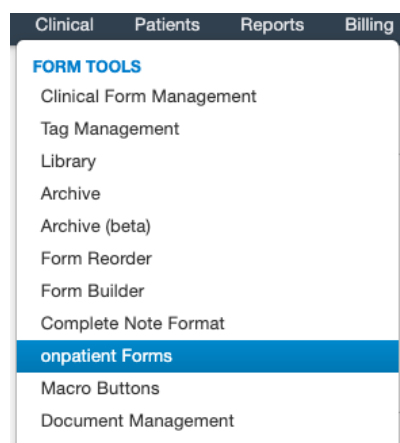 Clinical Patients Reports Billing
FORM TOOLS
Clinical Form Management
Tag Management
Library
Archive
Archive (beta)
Form Reorder
Form Builder
Complete Note Format
onpatient Forms
Macro Buttons
Document Management